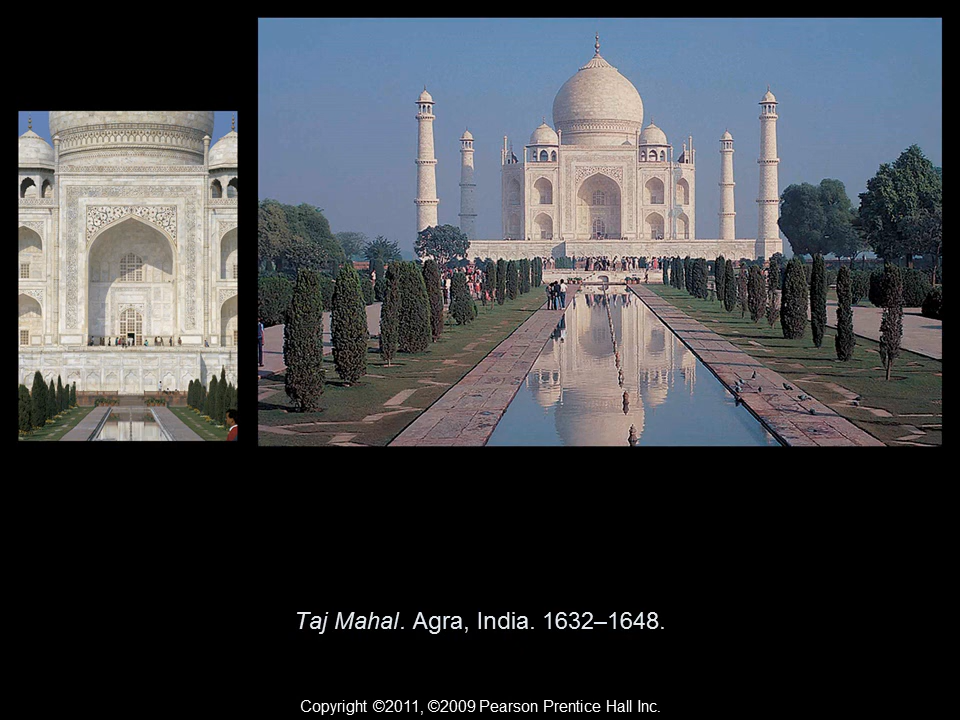 Taj Mahal. Agra, India. 1632–1648.
Copyright ©2011, ©2009 Pearson Prentice Hall Inc.